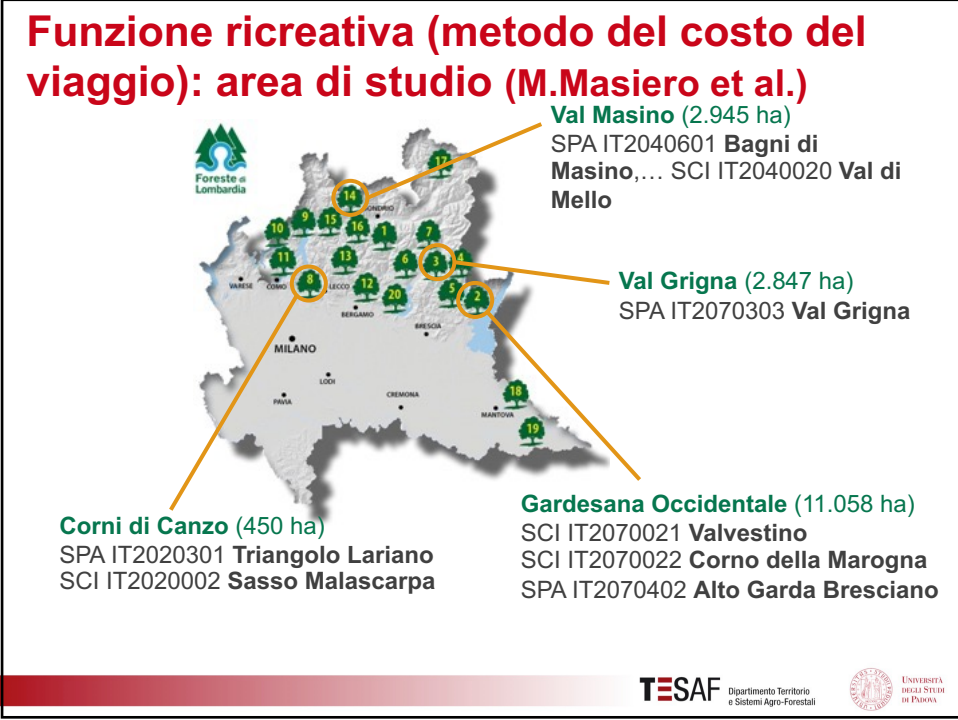 Funzione ricreativa (metodo del costo del
viaggio): area di studio (M.Masiero et al.)
Val Masino (2.945 ha)
SPA IT2040601 Bagni di
Masino,… SCI IT2040020 Val di
Mello
Foreste di
Lombardia
17
14
SONDRIO
10
9
15
16
1
7
11
13
6
3
4
8
VARESE
COMO
LECCO
12
20
5
2
BERGAMO
BRESCIA
Val Grigna (2.847 ha)
SPA IT2070303 Val Grigna
MILANO
LODI
PAVIA
CREMONA
MANTOVA
18
19
Corni di Canzo (450 ha)
SPA IT2020301 Triangolo Lariano
SCI IT2020002 Sasso Malascarpa
Gardesana Occidentale (11.058 ha)
SCI IT2070021 Valvestino
SCI IT2070022 Corno della Marogna
SPA IT2070402 Alto Garda Bresciano
TESAF Dipartimento Territorio
e Sistemi Agro-Forestali
UNIVERSITÀ
DEGLI STUDI
DI PADOVA